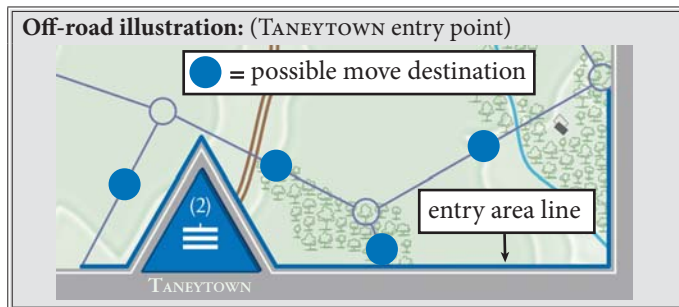 Off-road illustration: (TANEYTOWN entry point)
= possible move destination
(2)
entry area line
TANEYTOWN